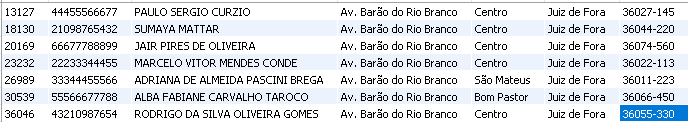 13127 44455566677 PAULO SERGIO CURZIO Av. Barão do Rio Branco Centro Juiz de Fora 36027-145
18130 21098765432 SUMAYA MATTAR Av. Barão do Rio Branco Centro Juiz de Fora 36044-220
20169 66677788899 JAIR PIRES DE OLIVEIRA Av. Barão do Rio Branco Centro Juiz de Fora 36074-560
23232 22233344455 MARCELO VITOR MENDES CONDE Av. Barão do Rio Branco Centro Juiz de Fora 36022-113
26989 33344455566 ADRIANA DE ALMEIDA PASCINI BREGA Av. Barão do Rio Branco São Mateus Juiz de Fora 36011-223
30539 55566677788 ALBA FABIANE CARVALHO TAROCO Av. Barão do Rio Branco Bom Pastor Juiz de Fora 36066-450
36046 43210987654 RODRIGO DA SILVA OLIVEIRA GOMES Av. Barão do Rio Branco Centro Juiz de Fora 36055-330